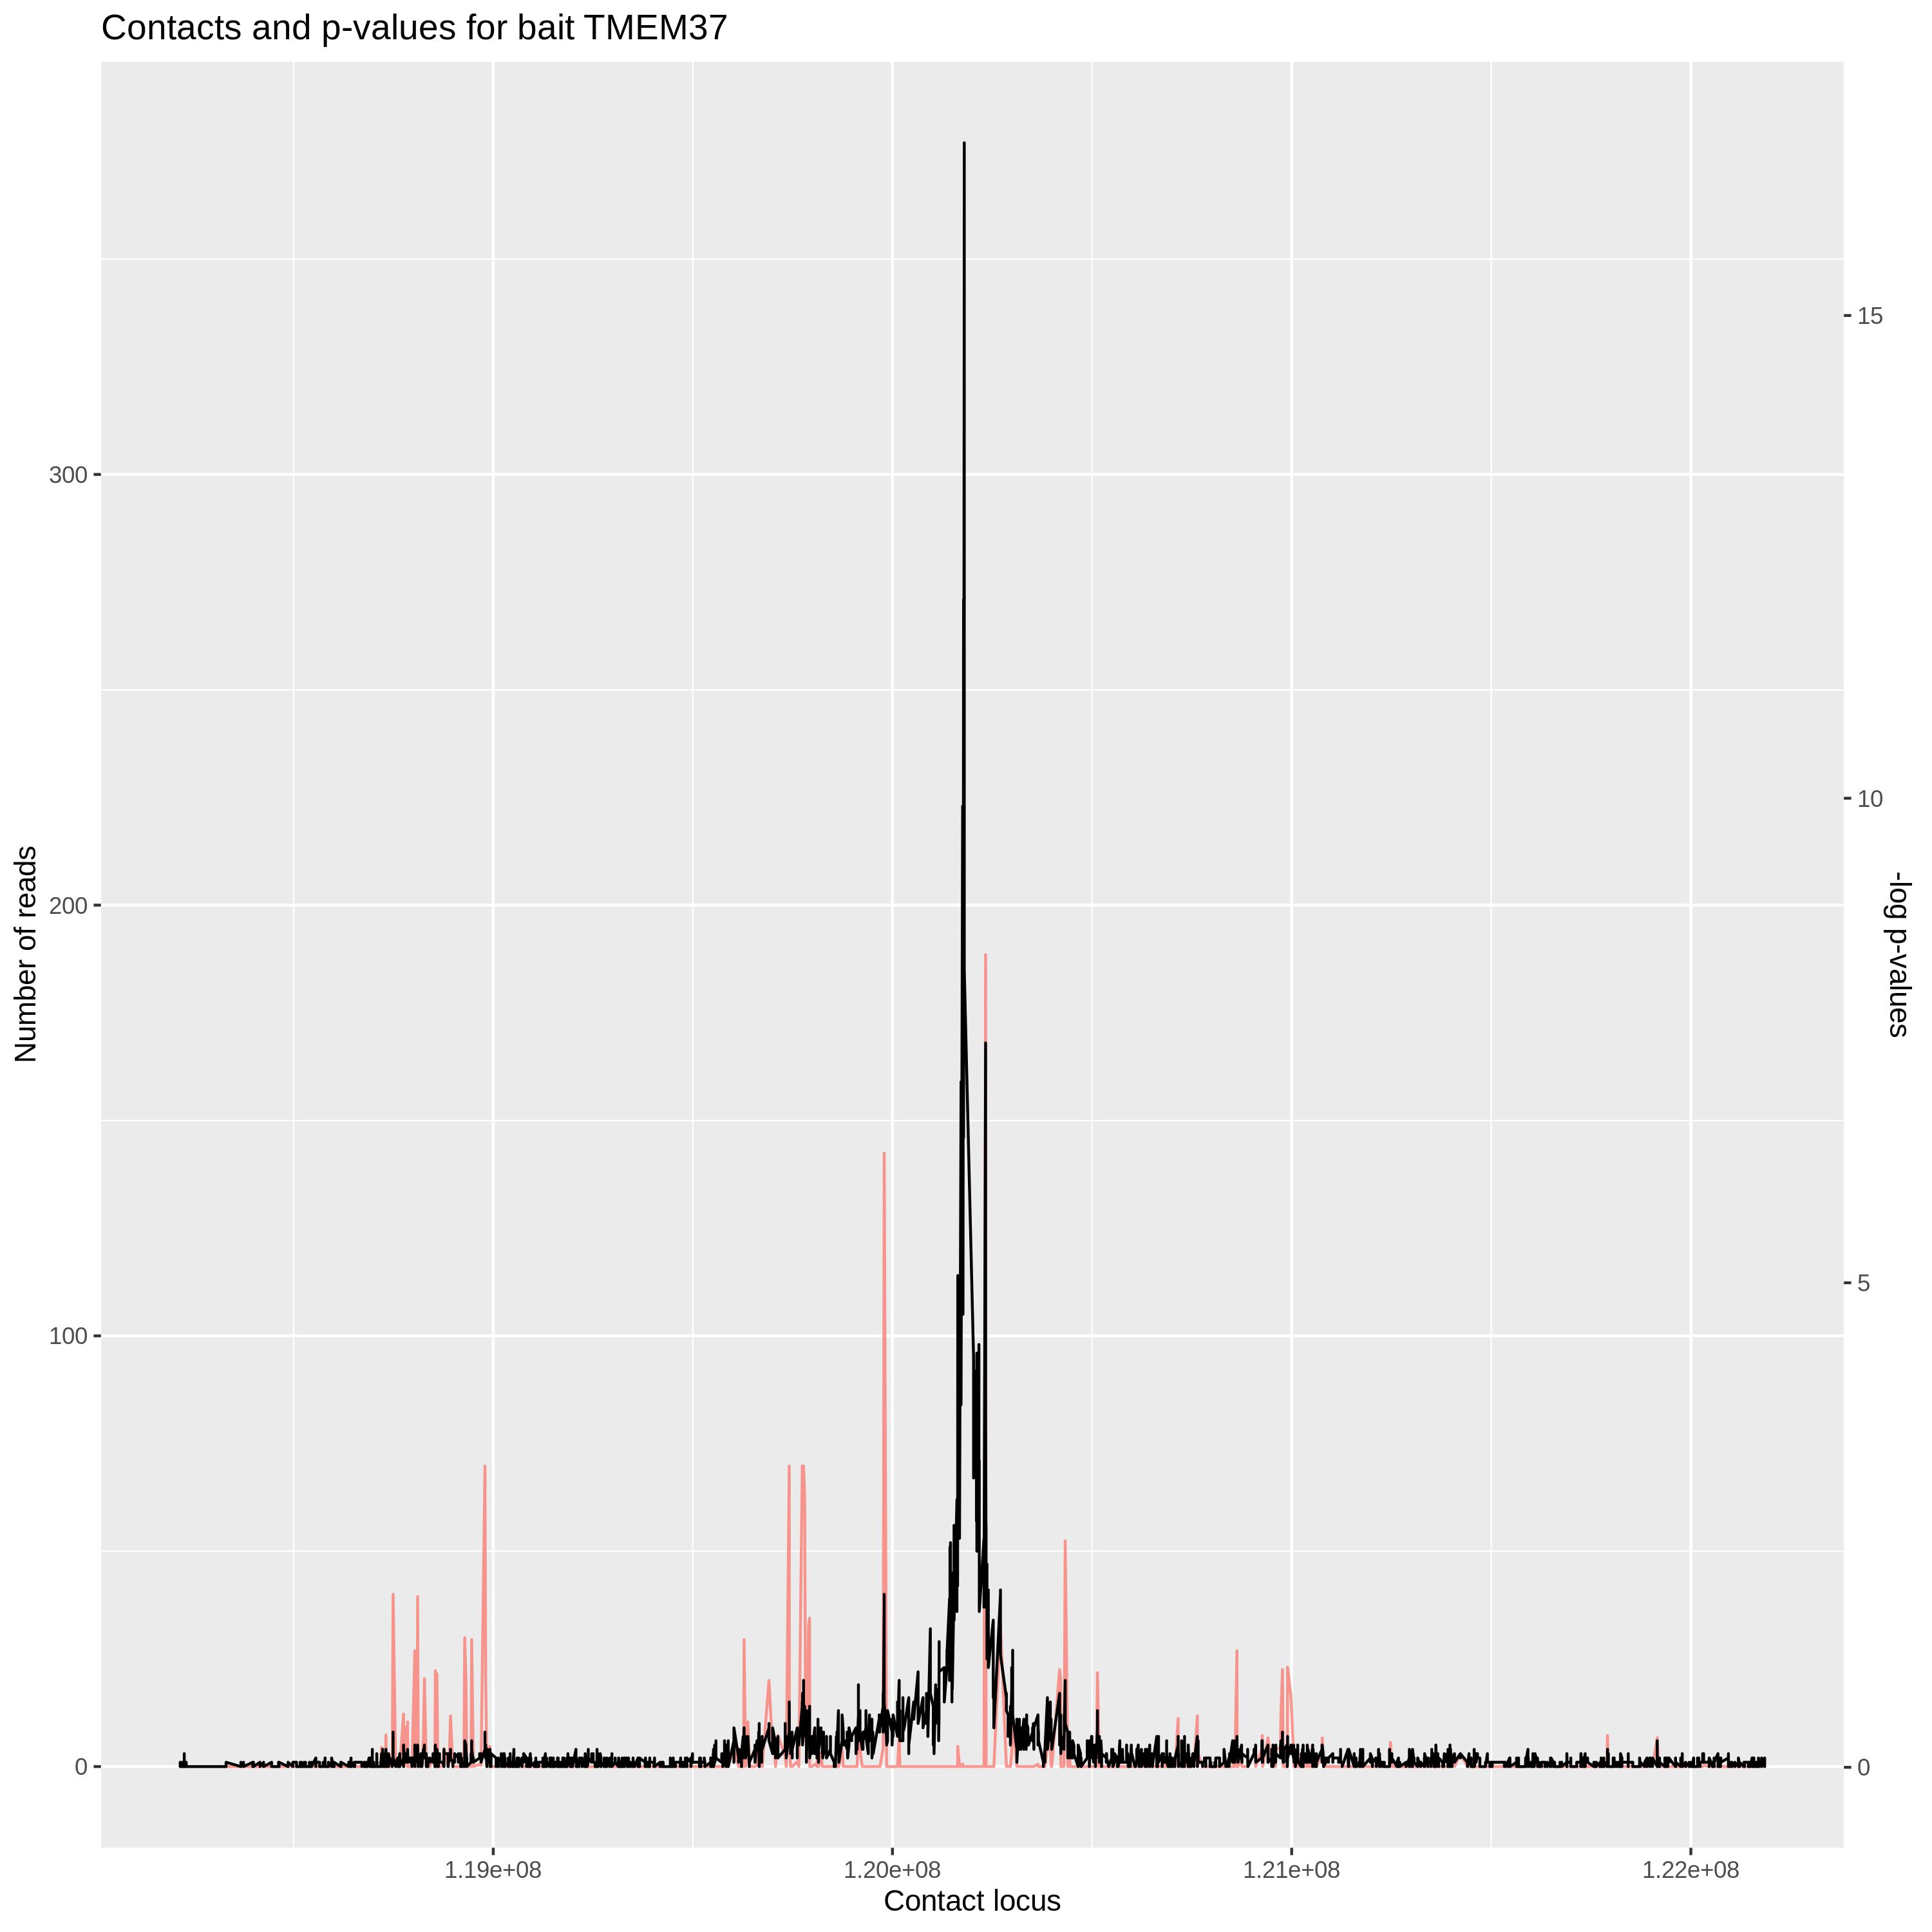 Contacts and p-values for bait TMEM37
Number of reads
300
200
100
0
15
10
5
0
-log p-values
1.19e+08
1.20e+08
1.21e+08
1.22e+08
Contact locus